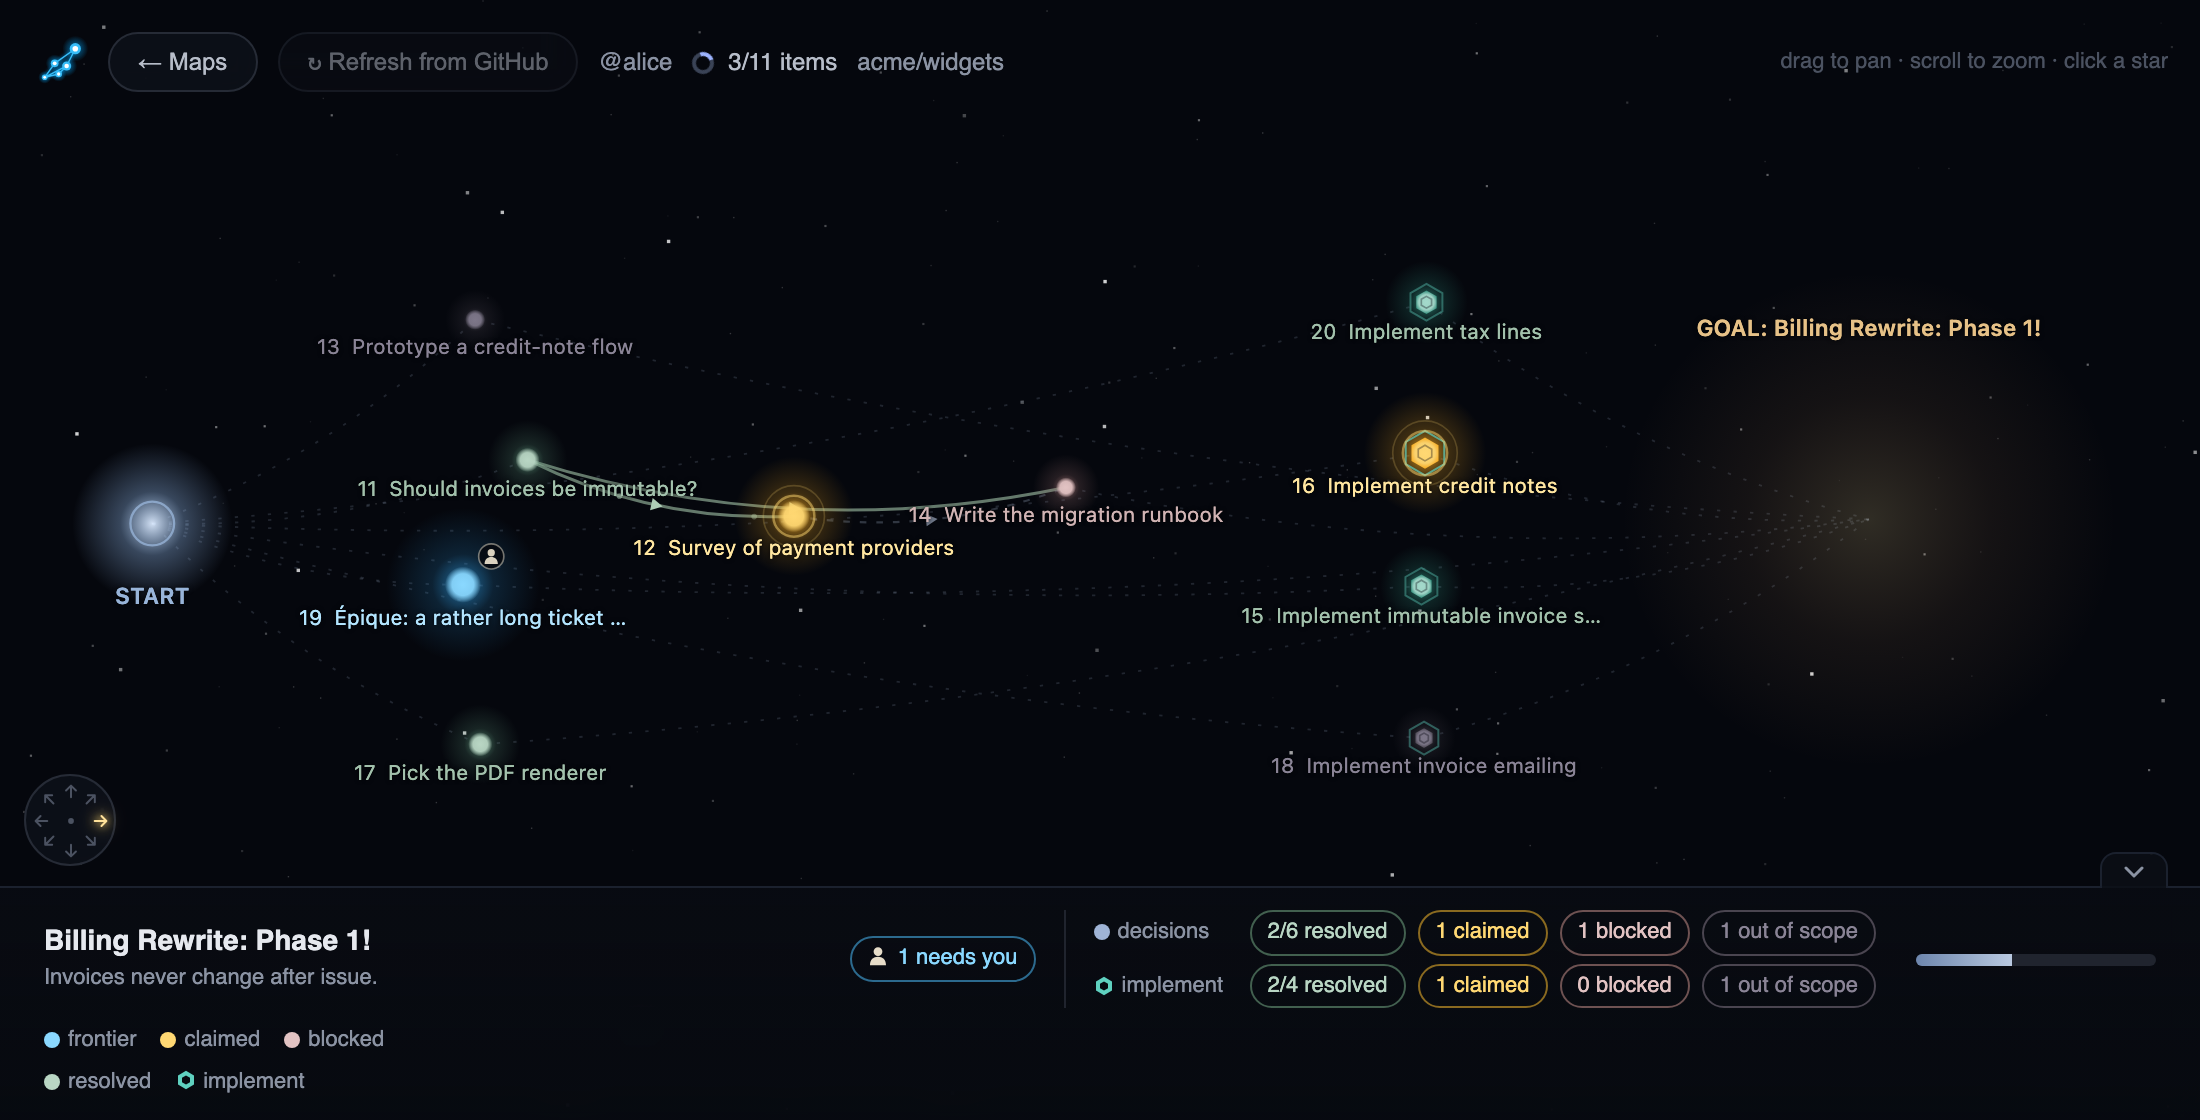 ← Maps
↻ Refresh from GitHub
@alice
3/11 items
acme/widgets
drag to pan · scroll to zoom · click a star
20 Implement tax lines
GOAL: Billing Rewrite: Phase 1!
13 Prototype a credit-note flow
11 Should invoices be immutable?
16 Implement credit notes
14 Write the migration runbook
12 Survey of payment providers
START
19 Épique: a rather long ticket ...
15 Implement immutable invoice s...
17 Pick the PDF renderer
18 Implement invoice emailing
Billing Rewrite: Phase 1!
Invoices never change after issue.
1 needs you
decisions
2/6 resolved
1 claimed
1 blocked
1 out of scope
implement
2/4 resolved
1 claimed
0 blocked
1 out of scope
frontier
claimed
blocked
resolved
implement